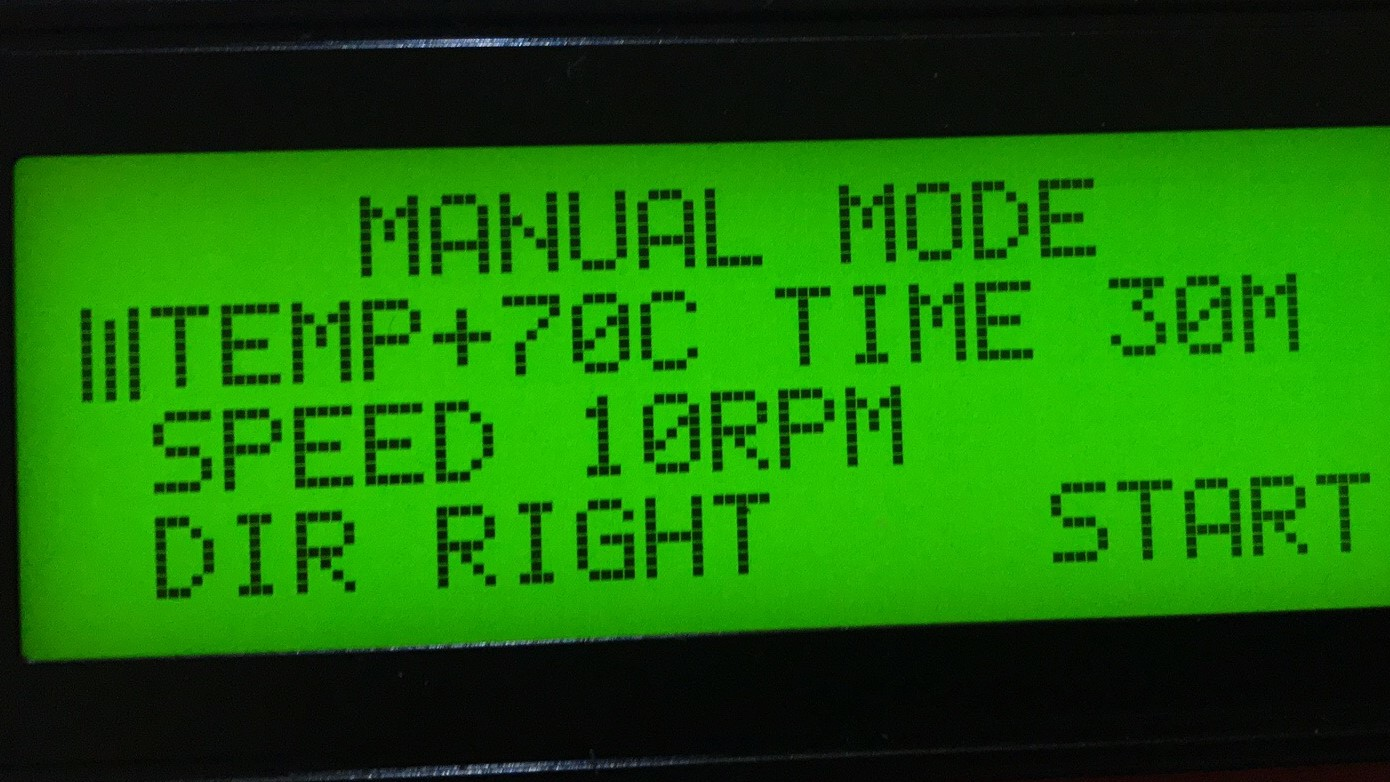 MANUAL MODE
TEMP+70C TIME 30M
SPEED 10RPM
DIR RIGHT START